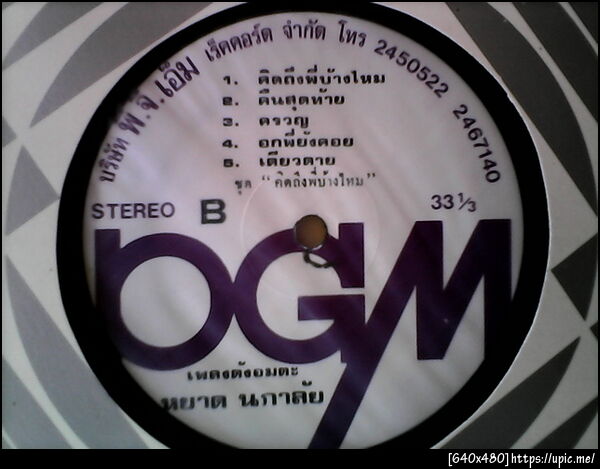 บริษัท พี.จี.เอ็ม เร็คคอร์ด จำกัด โทร 2450522 2467140
1. คิดถึงพี่บ้างไหม
2. คืนสุดท้าย
3. ครวญ
4. อกพี่ยังคอย
5. เดียวดาย
ชุด "คิดถึงพี่บ้างไหม"
STEREO B 33 1/3
PGM
เพลงดังอมตะ
หยาด นภาลัย
[640x480] https://upic.me/